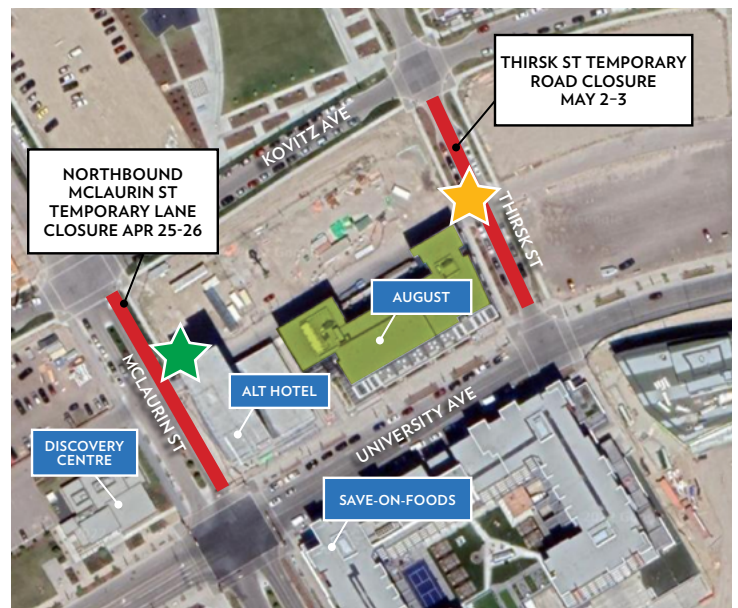 THIRSK ST TEMPORARY
ROAD CLOSURE
MAY 2–3
KOVITZ AVE
NORTHBOUND
MCLAURIN ST
TEMPORARY LANE
CLOSURE APR 25-26
THIRSK ST
AUGUST
MCLAURIN ST
ALT HOTEL
UNIVERSITY AVE
DISCOVERY
CENTRE
SAVE-ON-FOODS